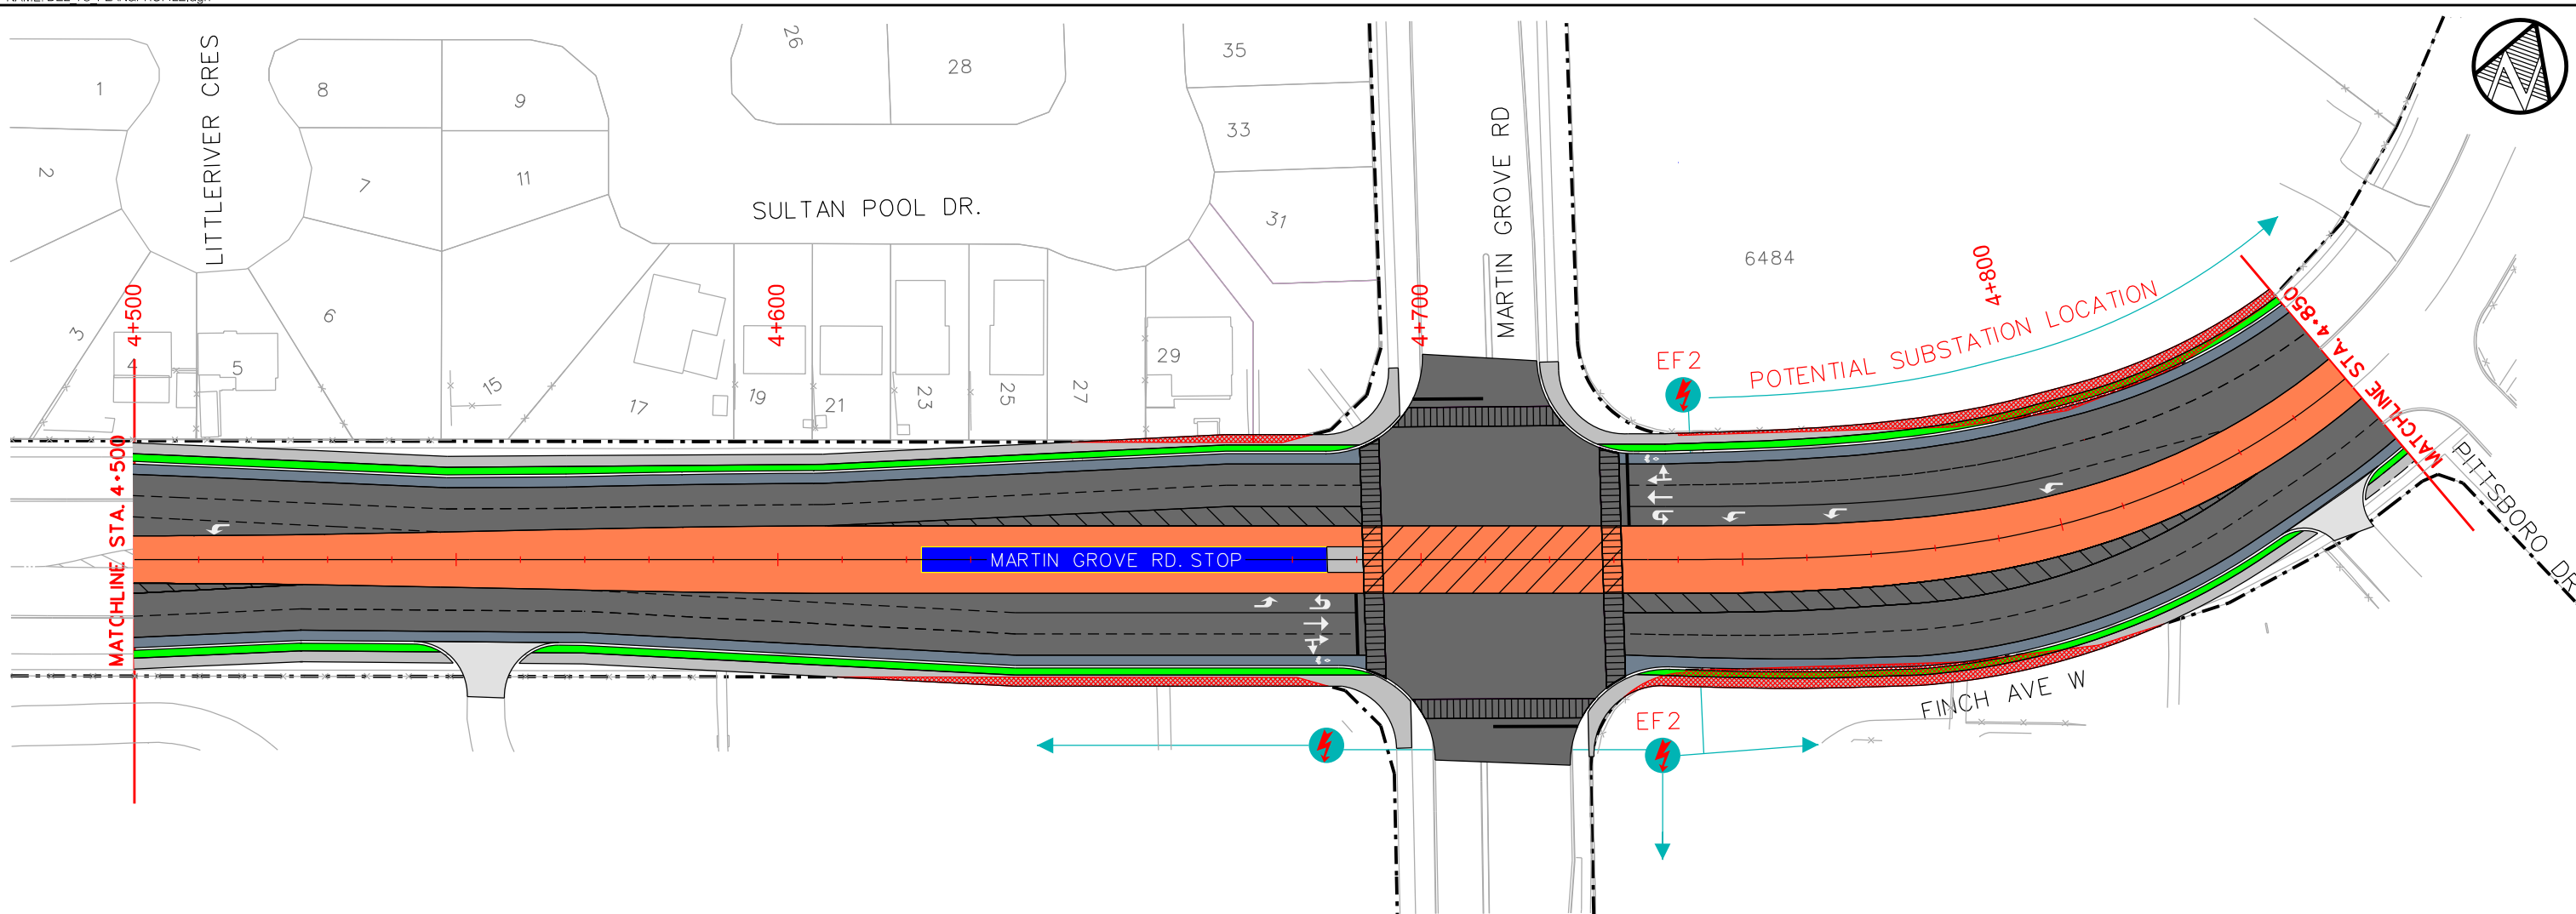 LITTLERIVER CRES
1
2
3
4
5
6
7
8
9
11
15
17
19
21
23
25
27
29
26
28
35
33
31
SULTAN POOL DR.
MARTIN GROVE RD
6484
4+500
4+600
4+700
4+800
MATCHLINE STA. 4+500
MARTIN GROVE RD. STOP
EF2
POTENTIAL SUBSTATION LOCATION
MATCHLINE STA. 4+850
PITTSBORO DR
FINCH AVE W
EF2
N